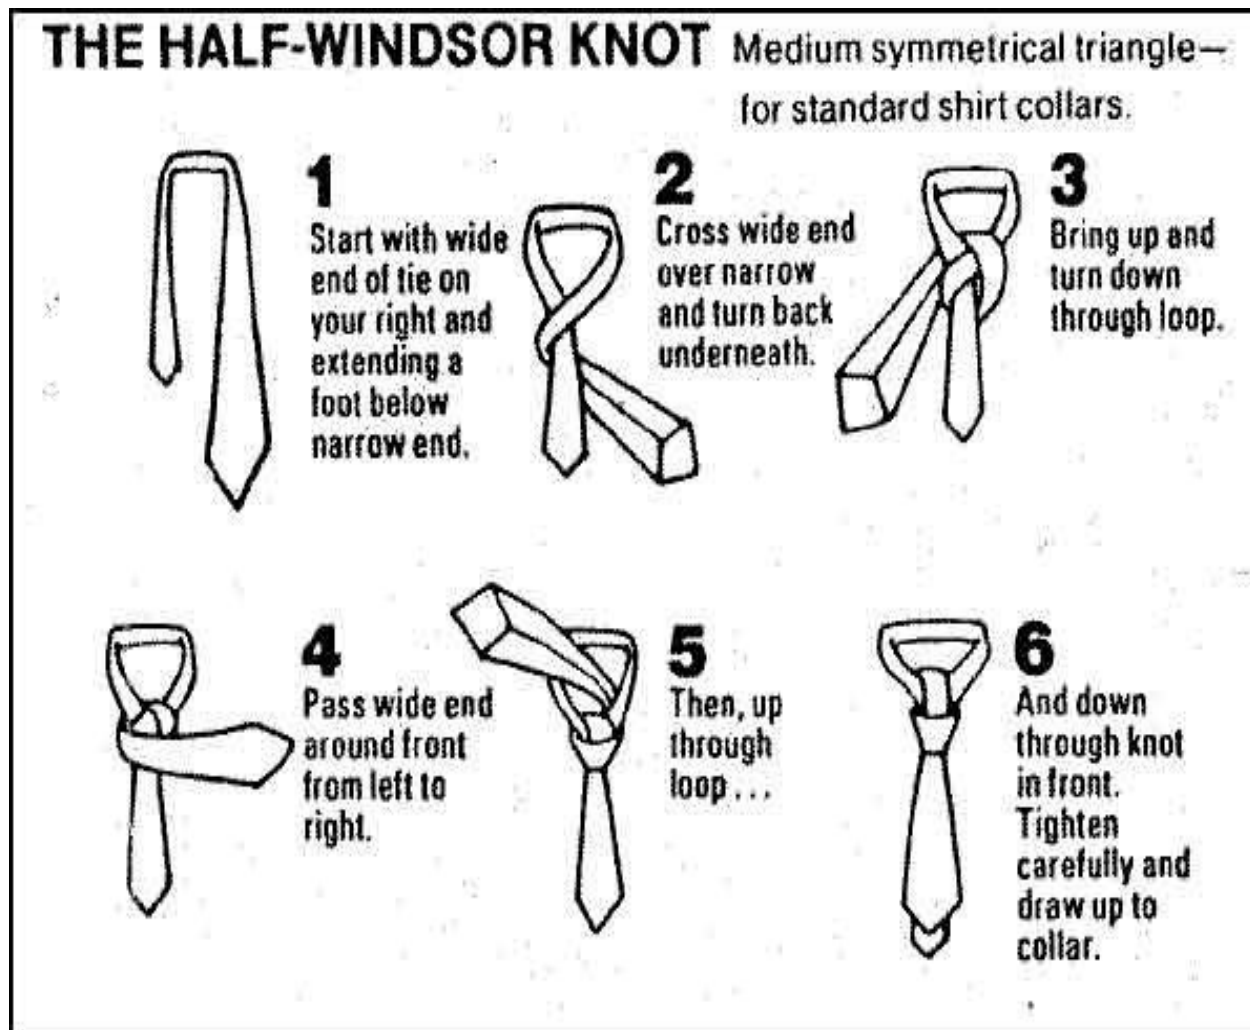 THE HALF-WINDSOR KNOT Medium symmetrical triangle—
for standard shirt collars.
1
Start with wide
end of tie on
your right and
extending a
foot below
narrow end.
2
Cross wide end
over narrow
and turn back
underneath.
3
Bring up and
turn down
through loop.
4
Pass wide end
around front
from left to
right.
5
Then, up
through
loop...
6
And down
through knot
in front.
Tighten
carefully and
draw up to
collar.